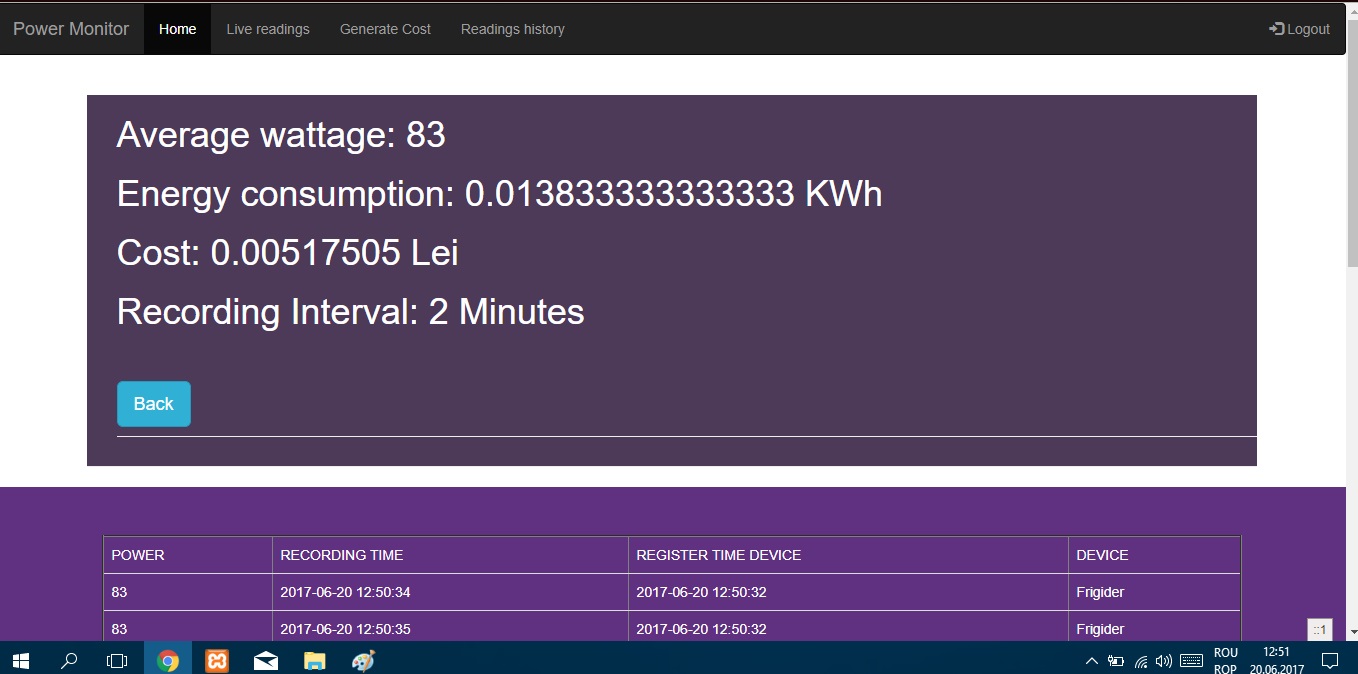 Power Monitor Home Live readings Generate Cost Readings history Logout
Average wattage: 83
Energy consumption: 0.013833333333333 KWh
Cost: 0.00517505 Lei
Recording Interval: 2 Minutes
Back
POWER RECORDING TIME REGISTER TIME DEVICE DEVICE
83 2017-06-20 12:50:34 2017-06-20 12:50:32 Frigider
83 2017-06-20 12:50:35 2017-06-20 12:50:32 Frigider
::1
ROU 12:51
ROP 20.06.2017